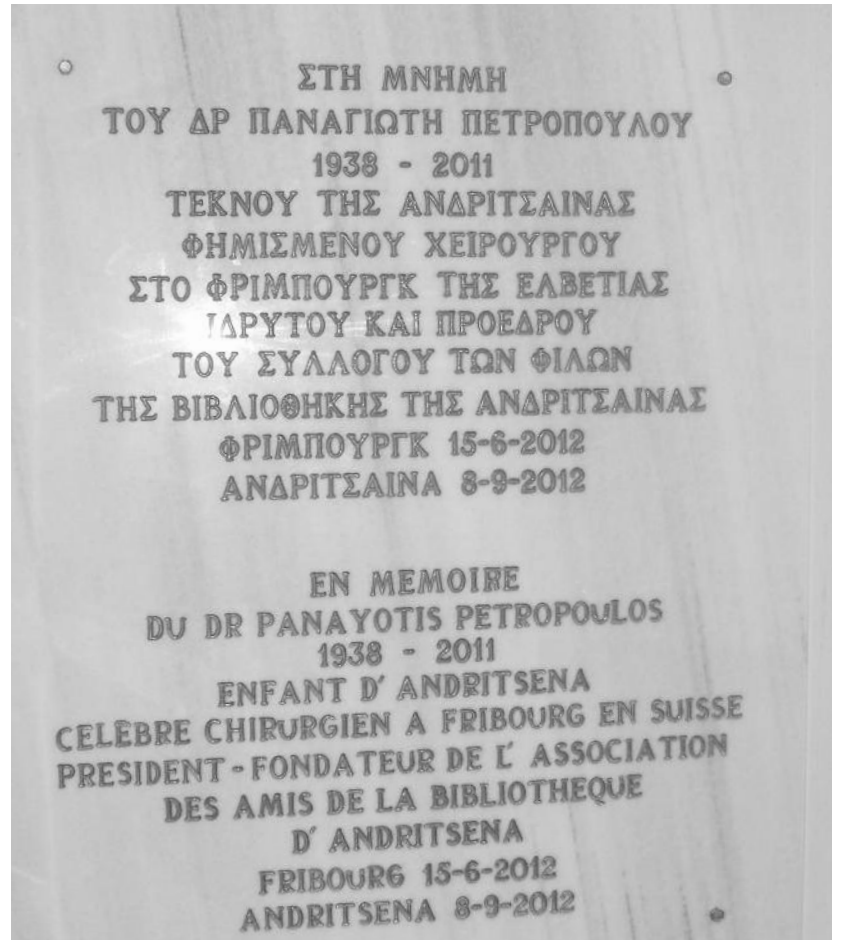 ΣΤΗ ΜΝΗΜΗ
ΤΟΥ ΔΡ ΠΑΝΑΓΙΩΤΗ ΠΕΤΡΟΠΟΥΛΟΥ
1938 - 2011
ΤΕΚΝΟΥ ΤΗΣ ΑΝΔΡΙΤΣΑΙΝΑΣ
ΦΗΜΙΣΜΕΝΟΥ ΧΕΙΡΟΥΡΓΟΥ
ΣΤΟ ΦΡΙΜΠΟΥΡΓΚ ΤΗΣ ΕΛΒΕΤΙΑΣ
ΙΔΡΥΤΟΥ ΚΑΙ ΠΡΟΕΔΡΟΥ
ΤΟΥ ΣΥΛΛΟΓΟΥ ΤΩΝ ΦΙΛΩΝ
ΤΗΣ ΒΙΒΛΙΟΘΗΚΗΣ ΤΗΣ ΑΝΔΡΙΤΣΑΙΝΑΣ
ΦΡΙΜΠΟΥΡΓΚ 15-6-2012
ΑΝΔΡΙΤΣΑΙΝΑ 8-9-2012
EN MEMOIRE
DU DR PANAYOTIS PETROPOULOS
1938 - 2011
ENFANT D' ANDRITSENA
CELEBRE CHIRURGIEN A FRIBOURG EN SUISSE
PRESIDENT - FONDATEUR DE L' ASSOCIATION
DES AMIS DE LA BIBLIOTHEQUE
D' ANDRITSENA
FRIBOURG 15-6-2012
ANDRITSENA 8-9-2012